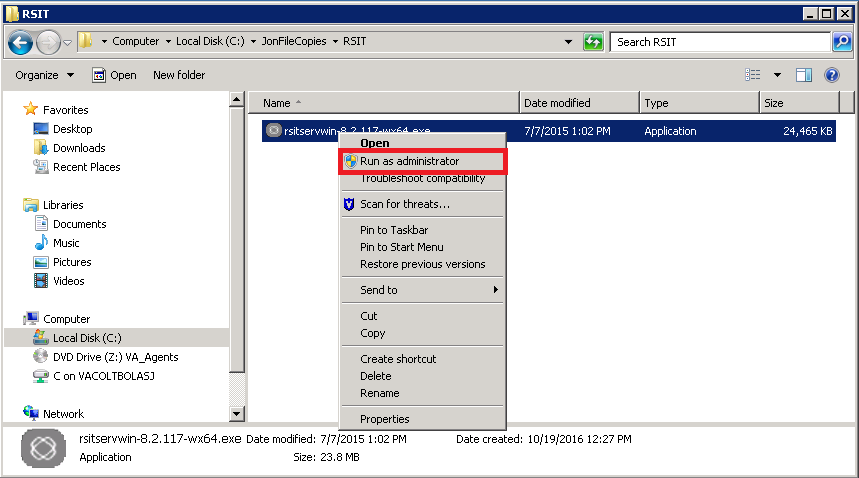 RSIT
Computer Local Disk (C:) JonFileCopies RSIT Search RSIT
Organize Open New folder
Name Date modified Type Size
rsitservwin-8.2.117-wx64.exe 7/7/2015 1:02 PM Application 24,465 KB
Favorites
Desktop
Downloads
Recent Places
Libraries
Documents
Music
Pictures
Videos
Computer
Local Disk (C:)
DVD Drive (Z:) VA_Agents
C on VACOLTBOLASJ
Network
Open
Run as administrator
Troubleshoot compatibility
Scan for threats...
Pin to Taskbar
Pin to Start Menu
Restore previous versions
Send to
Cut
Copy
Create shortcut
Delete
Rename
Properties
rsitservwin-8.2.117-wx64.exe Date modified: 7/7/2015 1:02 PM Date created: 10/19/2016 12:27 PM
Application Size: 23.8 MB